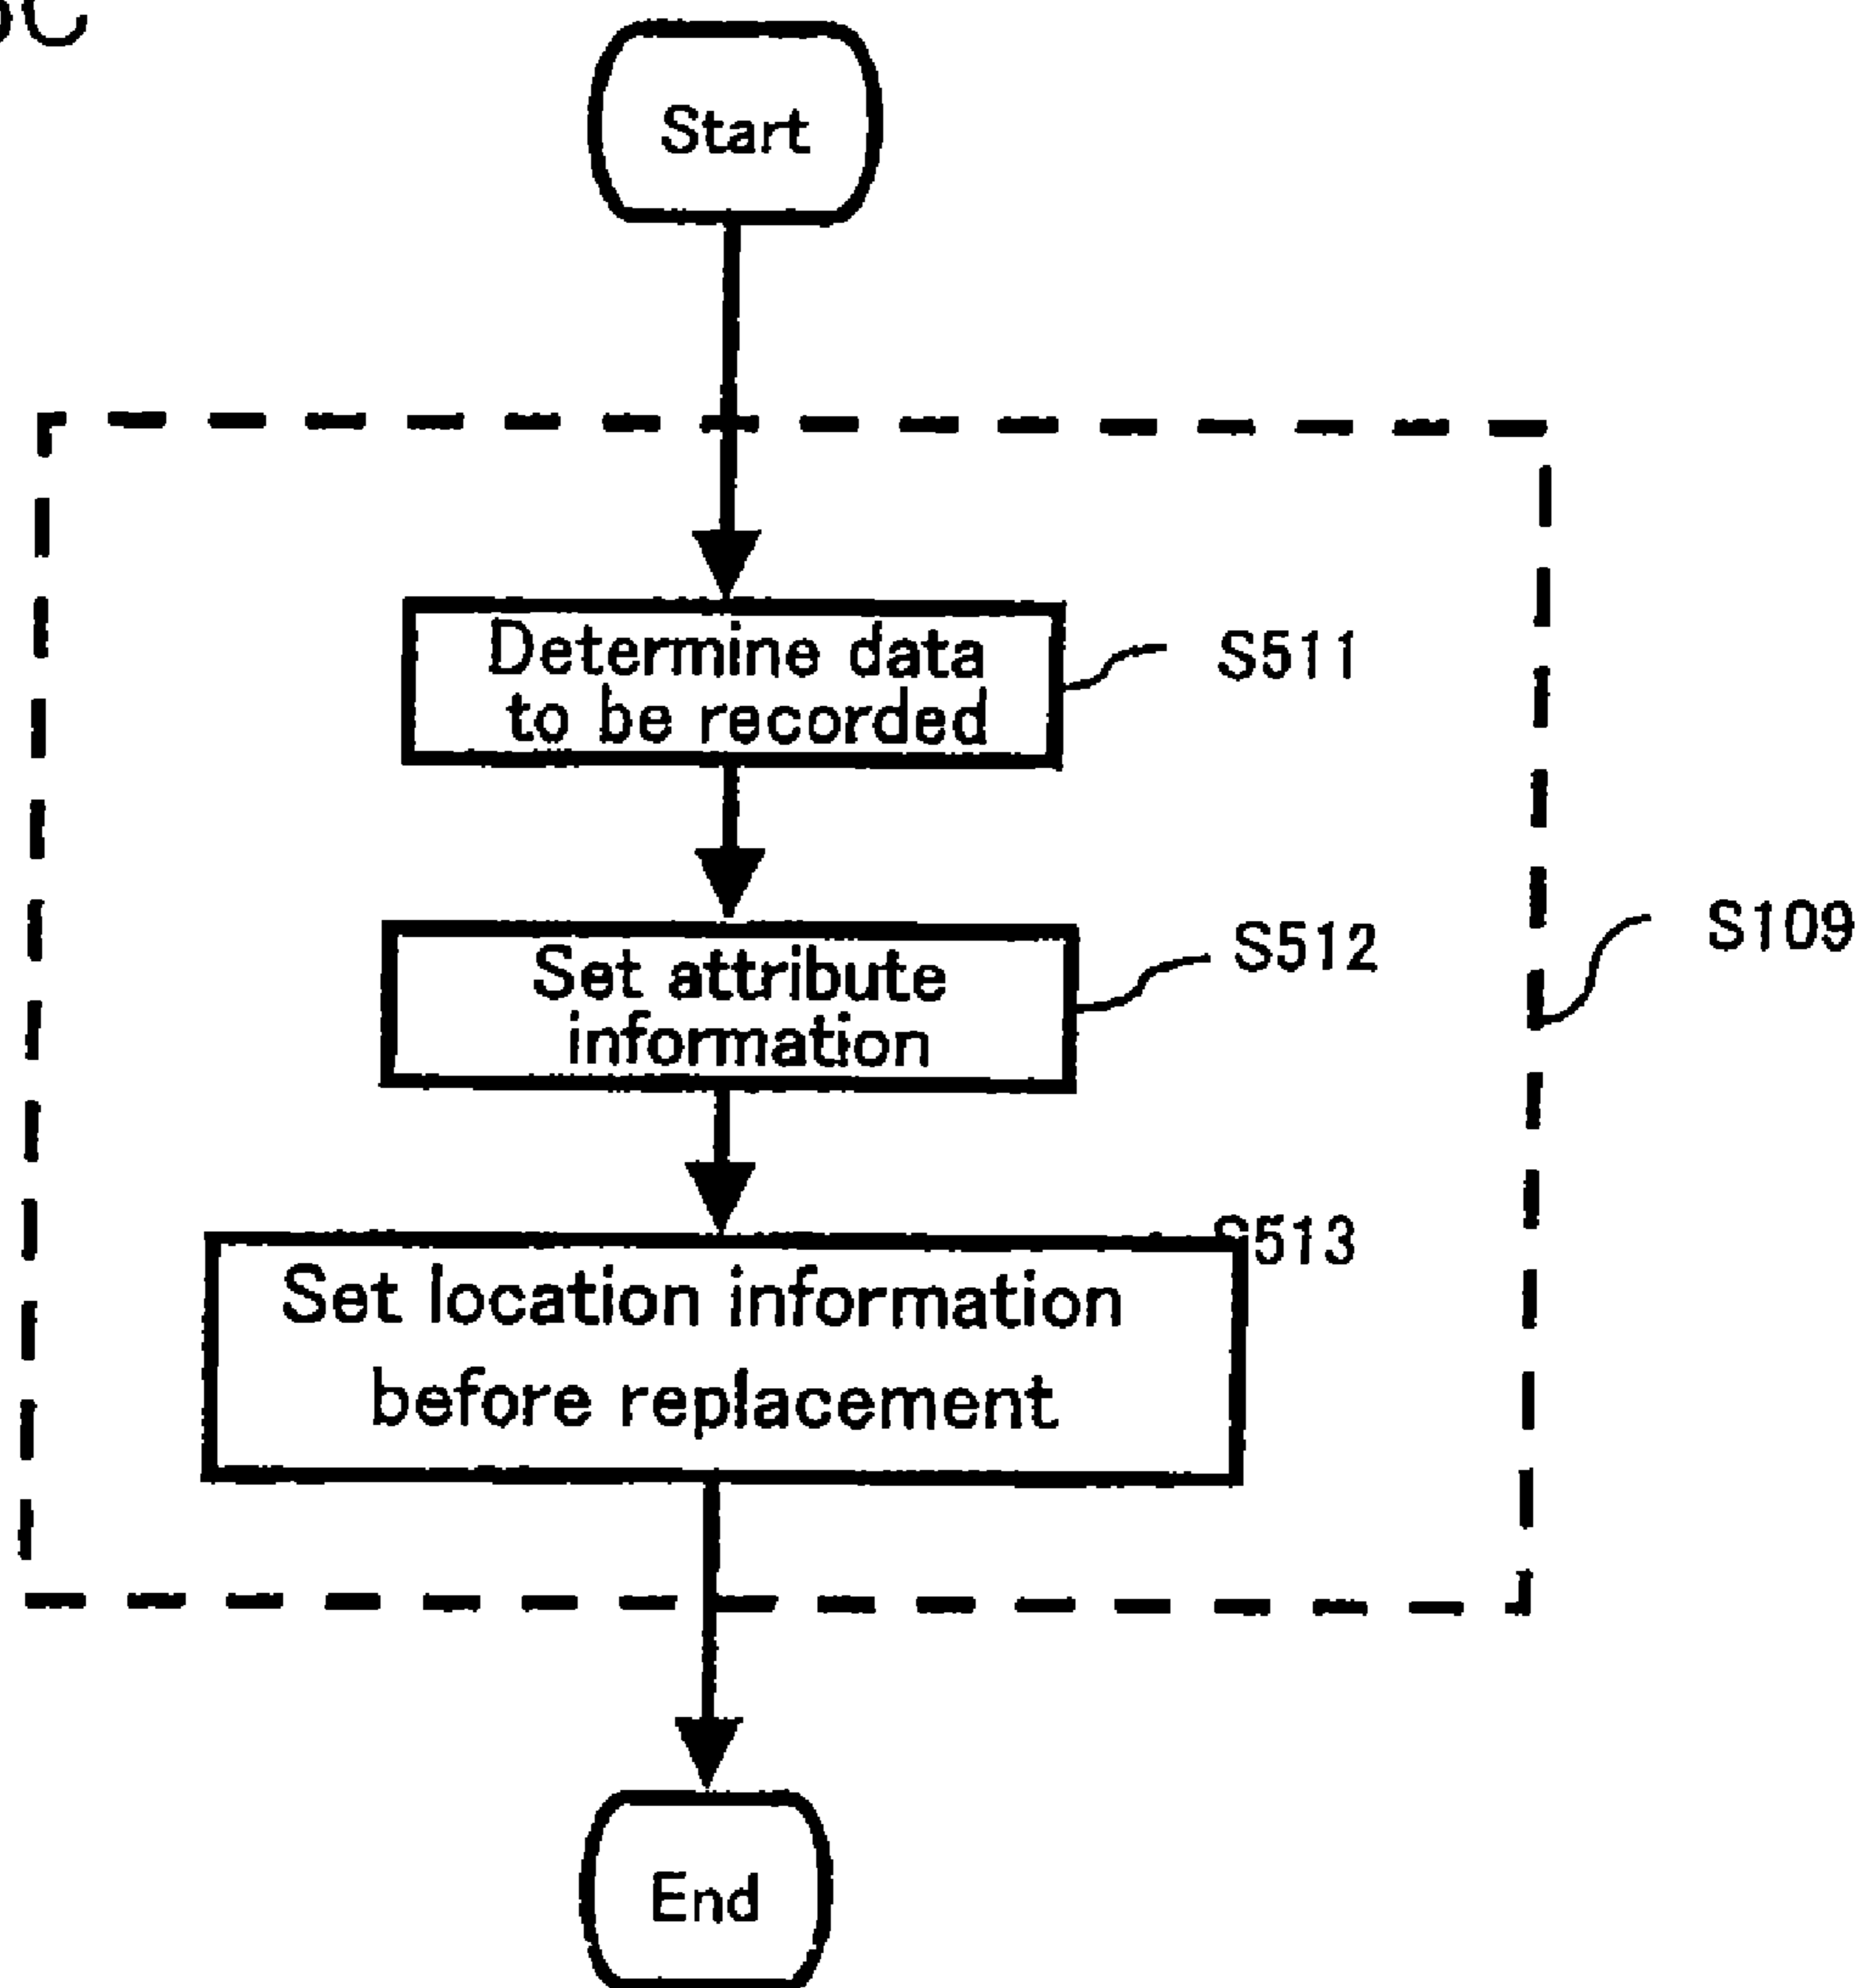 Start
Determine data
to be recorded
S511
Set attribute
information
S512
S109
Set location information
before replacement
S513
End